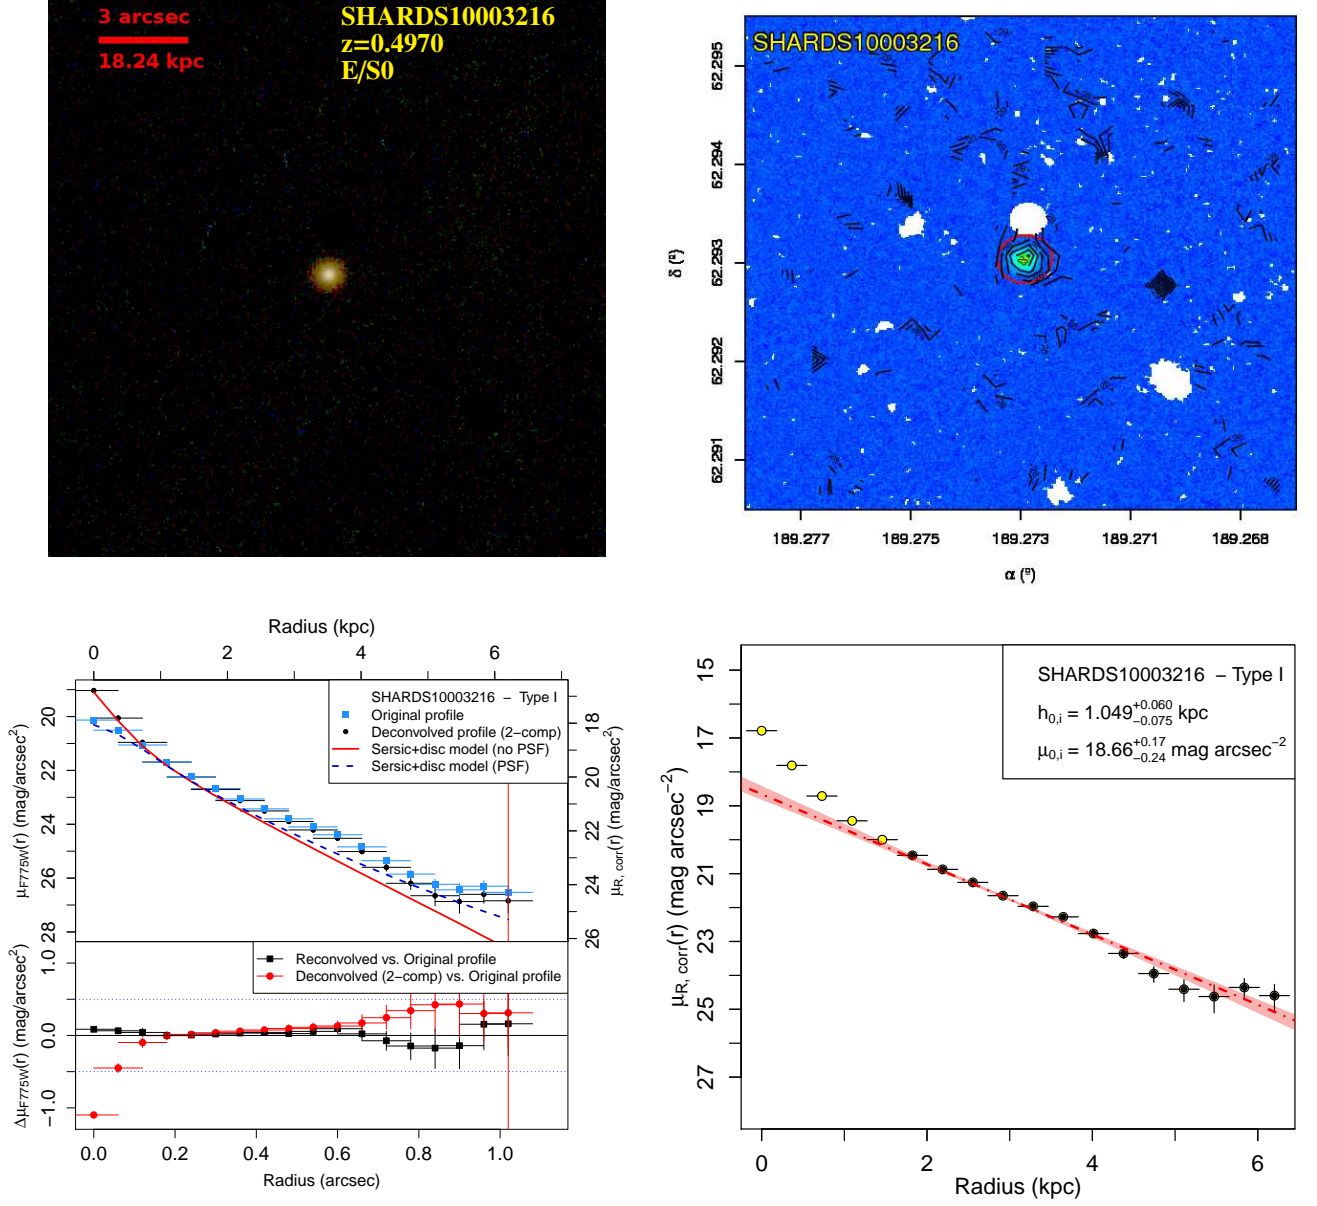 3 arcsec
18.24 kpc
SHARDS10003216
z=0.4970
E/S0
SHARDS10003216
62.295
62.294
62.293
62.292
62.291
δ (º)
189.277 189.275 189.273 189.271 189.268
α (º)
Radius (kpc)
0 2 4 6
SHARDS10003216 – Type I
Original profile
Deconvolved profile (2−comp)
Sersic+disc model (no PSF)
Sersic+disc model (PSF)
20
22
24
26
28
μF775W(r) (mag/arcsec²)
18
20
22
24
26
μR, corr(r) (mag/arcsec²)
Reconvolved vs. Original profile
Deconvolved (2−comp) vs. Original profile
1.0
0.0
−1.0
ΔμF775W(r) (mag/arcsec²)
0.0 0.2 0.4 0.6 0.8 1.0
Radius (arcsec)
SHARDS10003216 – Type I
h0,i = 1.049 +0.060 −0.075 kpc
μ0,i = 18.66 +0.17 −0.24 mag arcsec−2
15
17
19
21
23
25
27
μR, corr(r) (mag arcsec−2)
0 2 4 6
Radius (kpc)